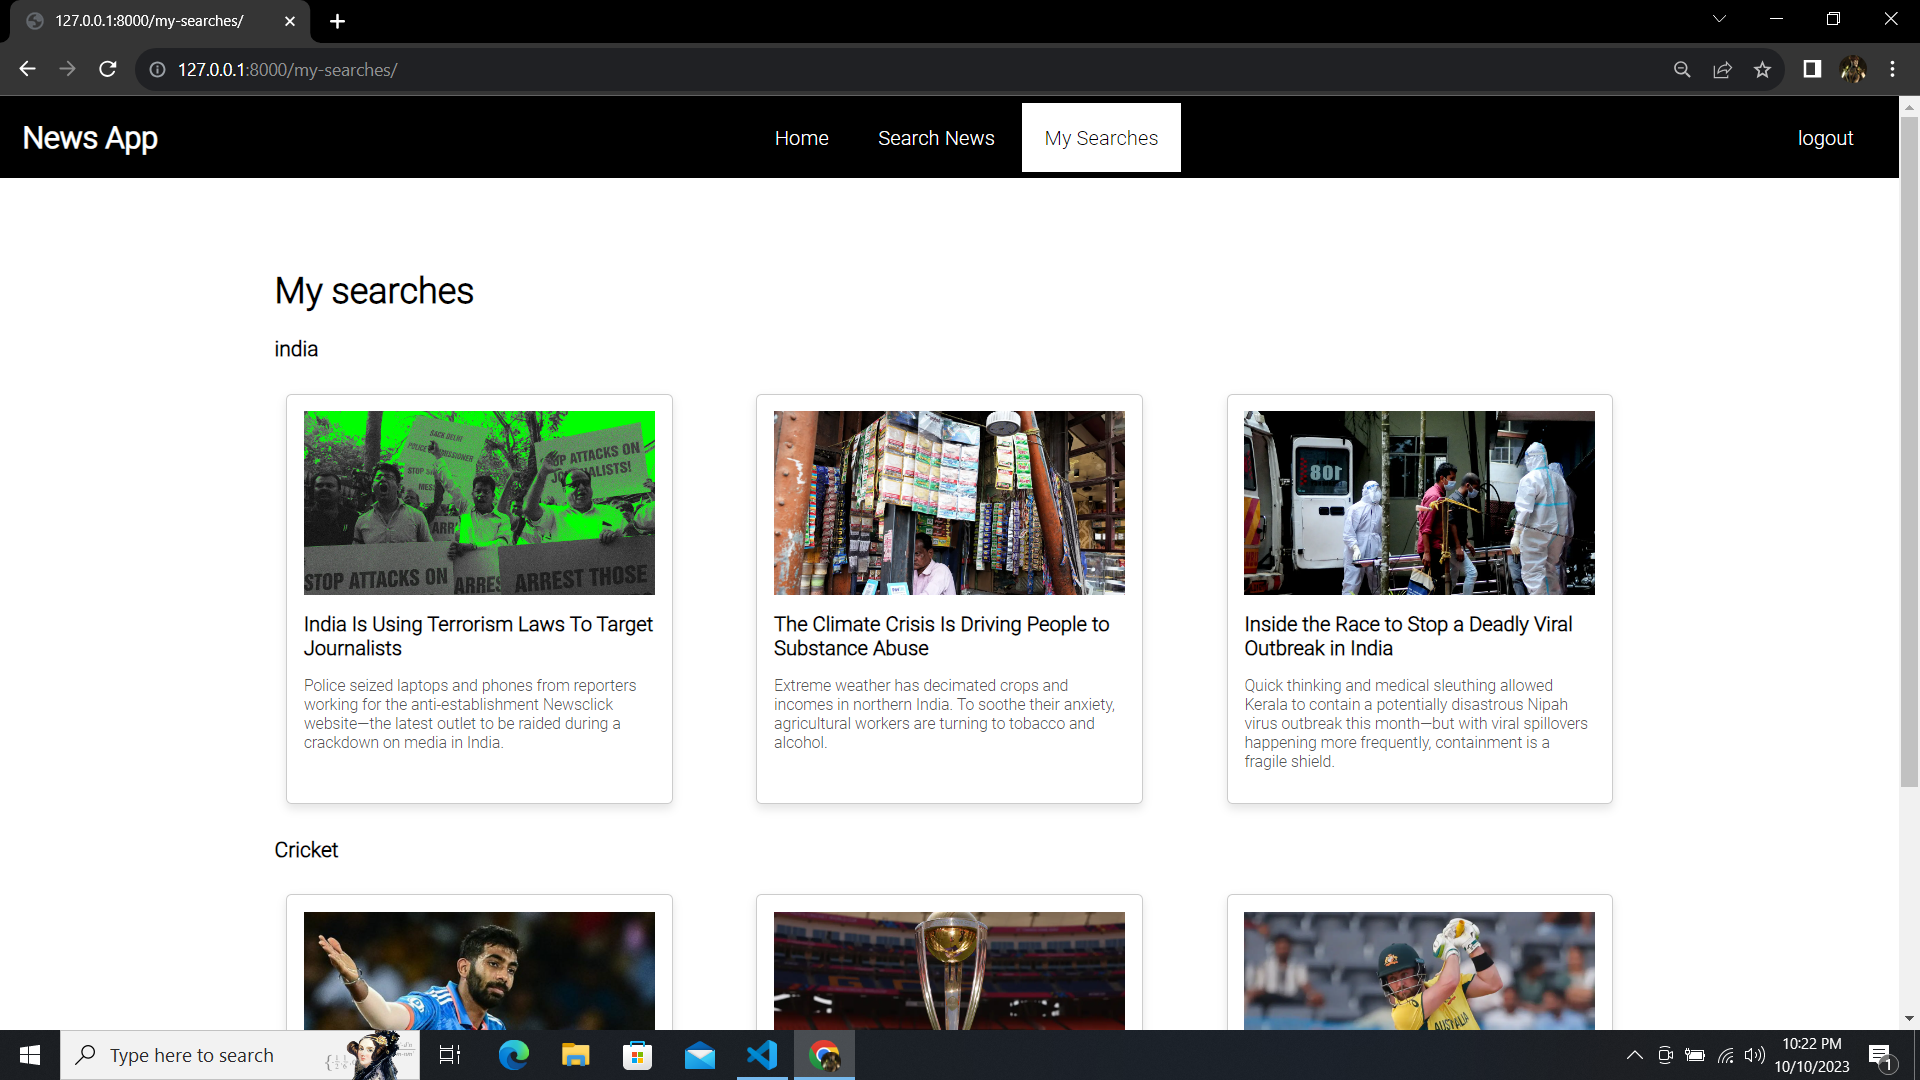 127.0.0.1:8000/my-searches/
127.0.0.1:8000/my-searches/
News App
Home
Search News
My Searches
logout
My searches
india
SACK DELHI
POLICE COMMISSIONER
STOP
STOP ATTACKS ON
JOURNALISTS!
STOP ATTACKS ON
ARREST THOSE
108
India Is Using Terrorism Laws To Target
Journalists
Police seized laptops and phones from reporters
working for the anti-establishment Newsclick
website—the latest outlet to be raided during a
crackdown on media in India.
The Climate Crisis Is Driving People to
Substance Abuse
Extreme weather has decimated crops and
incomes in northern India. To soothe their anxiety,
agricultural workers are turning to tobacco and
alcohol.
Inside the Race to Stop a Deadly Viral
Outbreak in India
Quick thinking and medical sleuthing allowed
Kerala to contain a potentially disastrous Nipah
virus outbreak this month—but with viral spillovers
happening more frequently, containment is a
fragile shield.
Cricket
AUSTRALIA
Type here to search
10:22 PM
10/10/2023
1